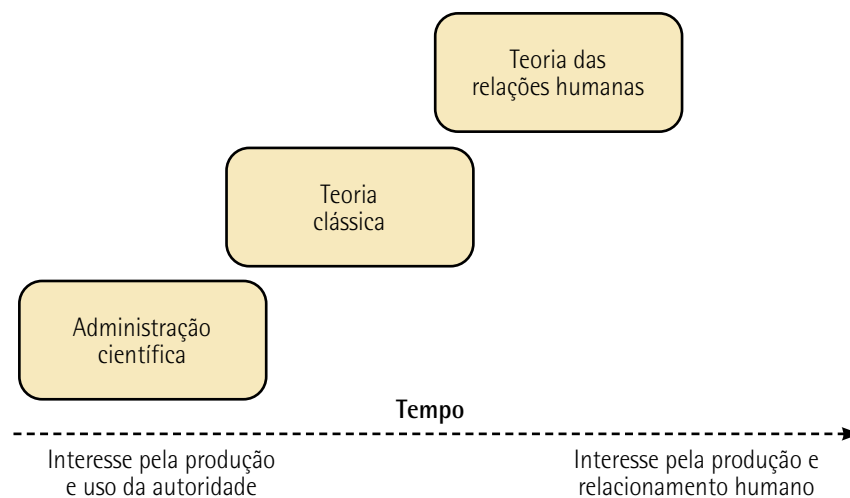 Teoria das
relações humanas
Teoria
clássica
Administração
científica
Tempo
Interesse pela produção
e uso da autoridade
Interesse pela produção e
relacionamento humano